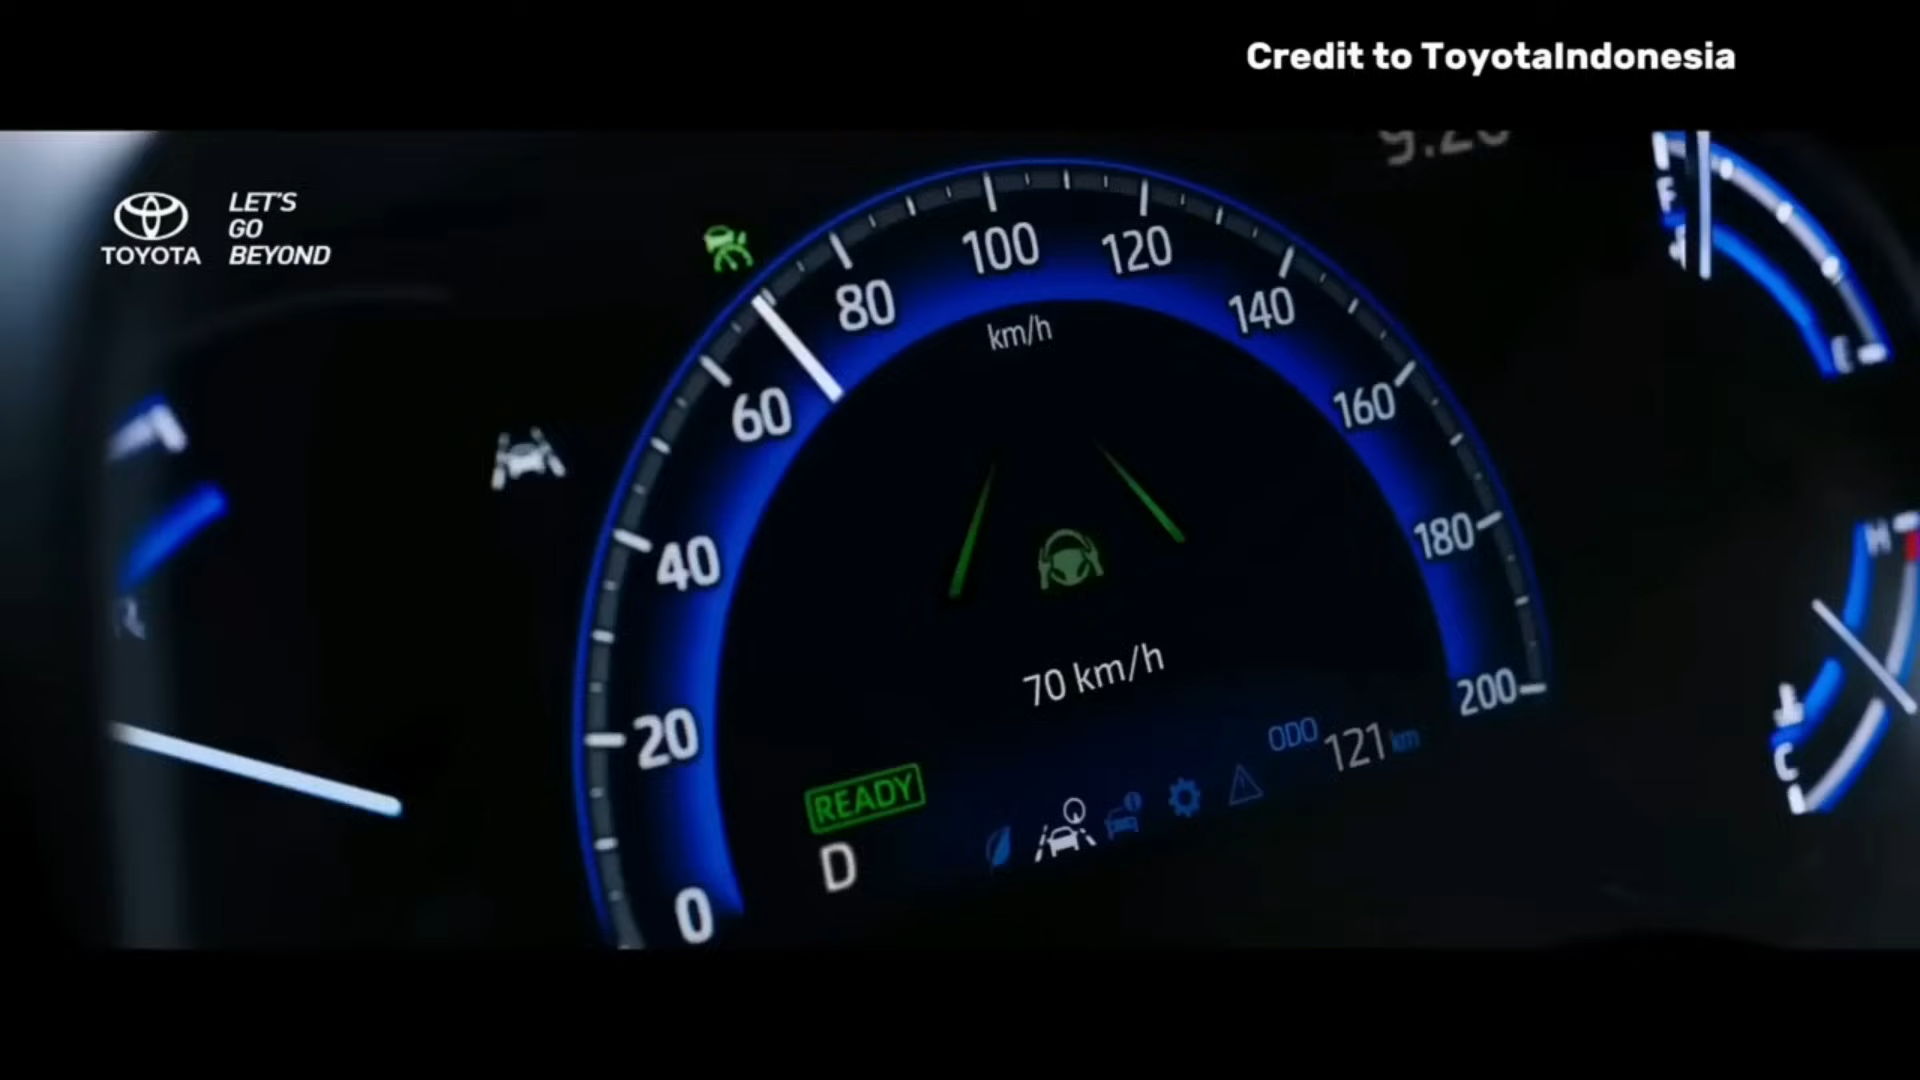 Credit to ToyotaIndonesia
TOYOTA
LET'S
GO
BEYOND
F
E
100
120
80
140
km/h
60
160
40
180
H
70 km/h
20
200
ODO 121 km
C
READY
D
0